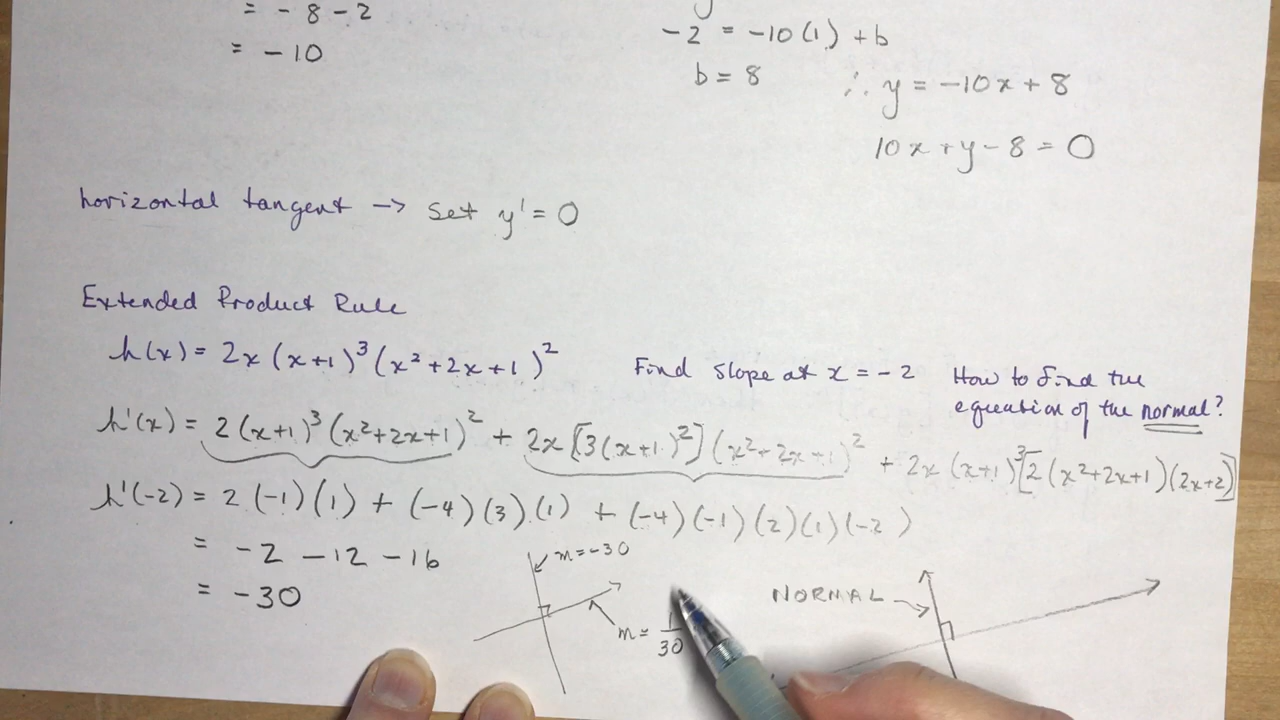 = -8-2
= -10
-2 = -10(1) + b
b = 8
∴ y = -10x + 8
10x + y - 8 = 0
horizontal tangent → set y' = 0
Extended Product Rule
h(x) = 2x(x+1)³(x²+2x+1)²
Find slope at x = -2
How to find the
equation of the normal?
h'(x) = 2(x+1)³(x²+2x+1)² + 2x[3(x+1)²](x²+2x+1)² + 2x(x+1)³[2(x²+2x+1)(2x+2)]
h'(-2) = 2(-1)(1) + (-4)(3)(1) + (-4)(-1)(2)(1)(-2)
= -2 -12 -16
= -30
m = -30
m = 1/30
NORMAL →